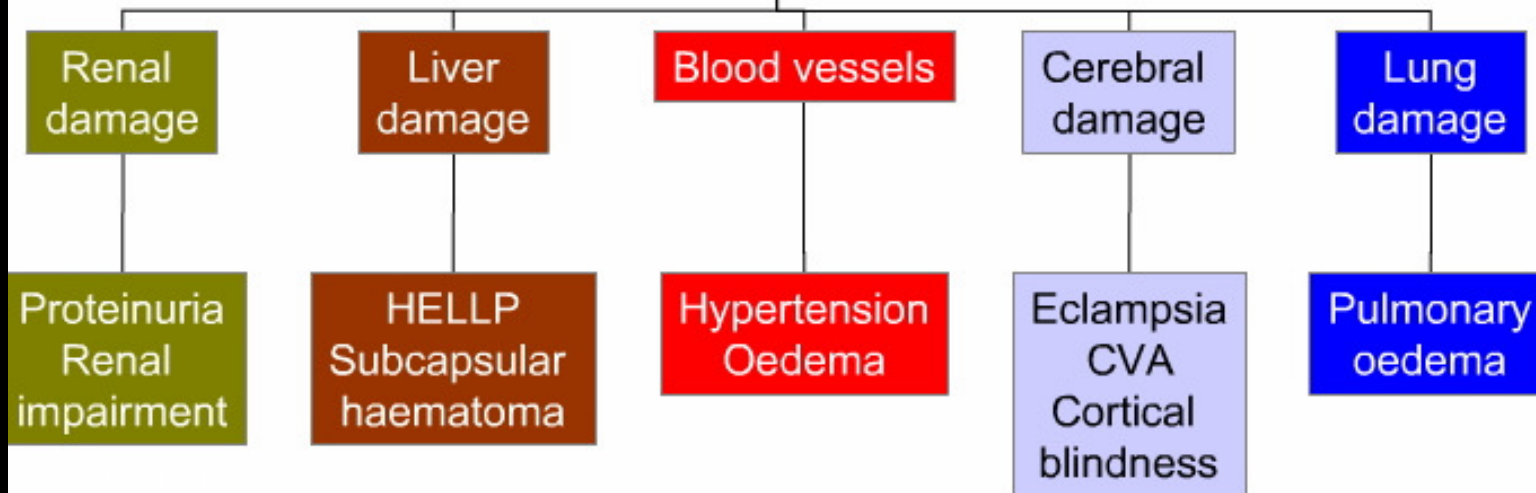 Renal
damage
Liver
damage
Blood vessels
Cerebral
damage
Lung
damage
Proteinuria
Renal
impairment
HELLP
Subcapsular
haematoma
Hypertension
Oedema
Eclampsia
CVA
Cortical
blindness
Pulmonary
oedema